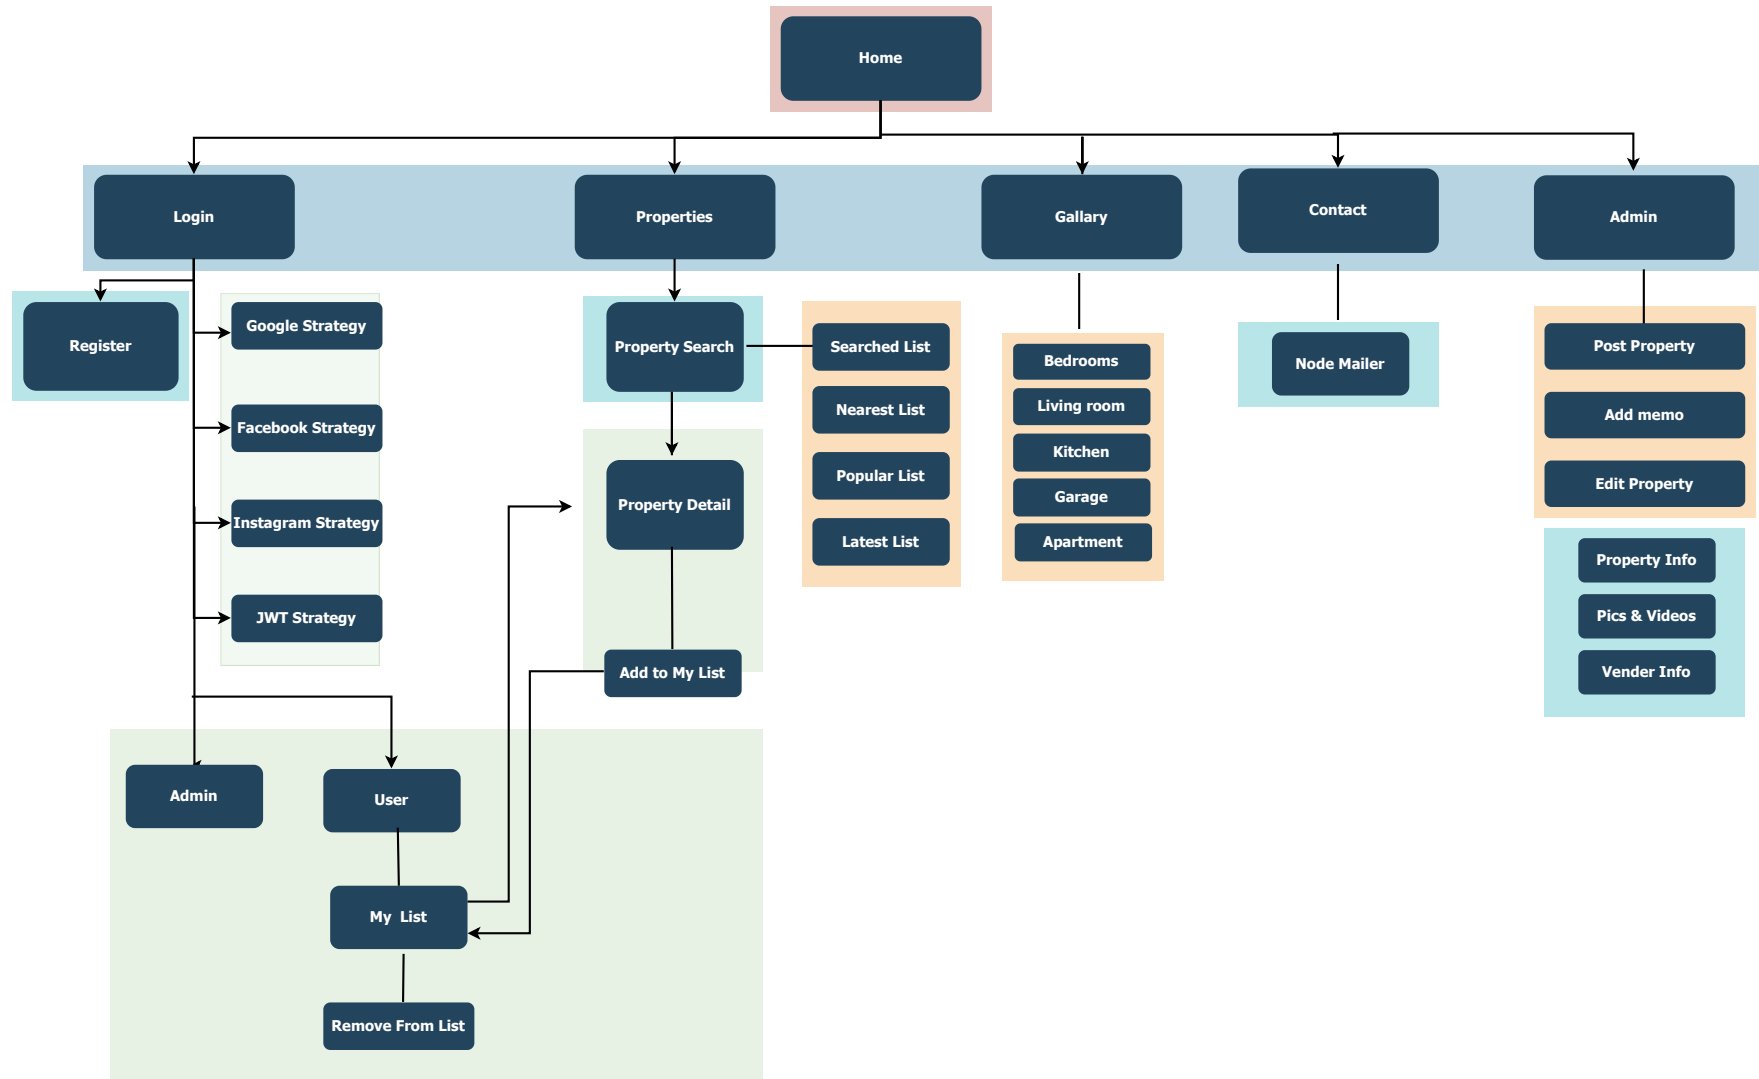 Home
Login
Properties
Gallary
Contact
Admin
Register
Google Strategy
Facebook Strategy
Instagram Strategy
JWT Strategy
Property Search
Property Detail
Add to My List
Searched List
Nearest List
Popular List
Latest List
Bedrooms
Living room
Kitchen
Garage
Apartment
Node Mailer
Post Property
Add memo
Edit Property
Property Info
Pics & Videos
Vender Info
Admin
User
My List
Remove From List